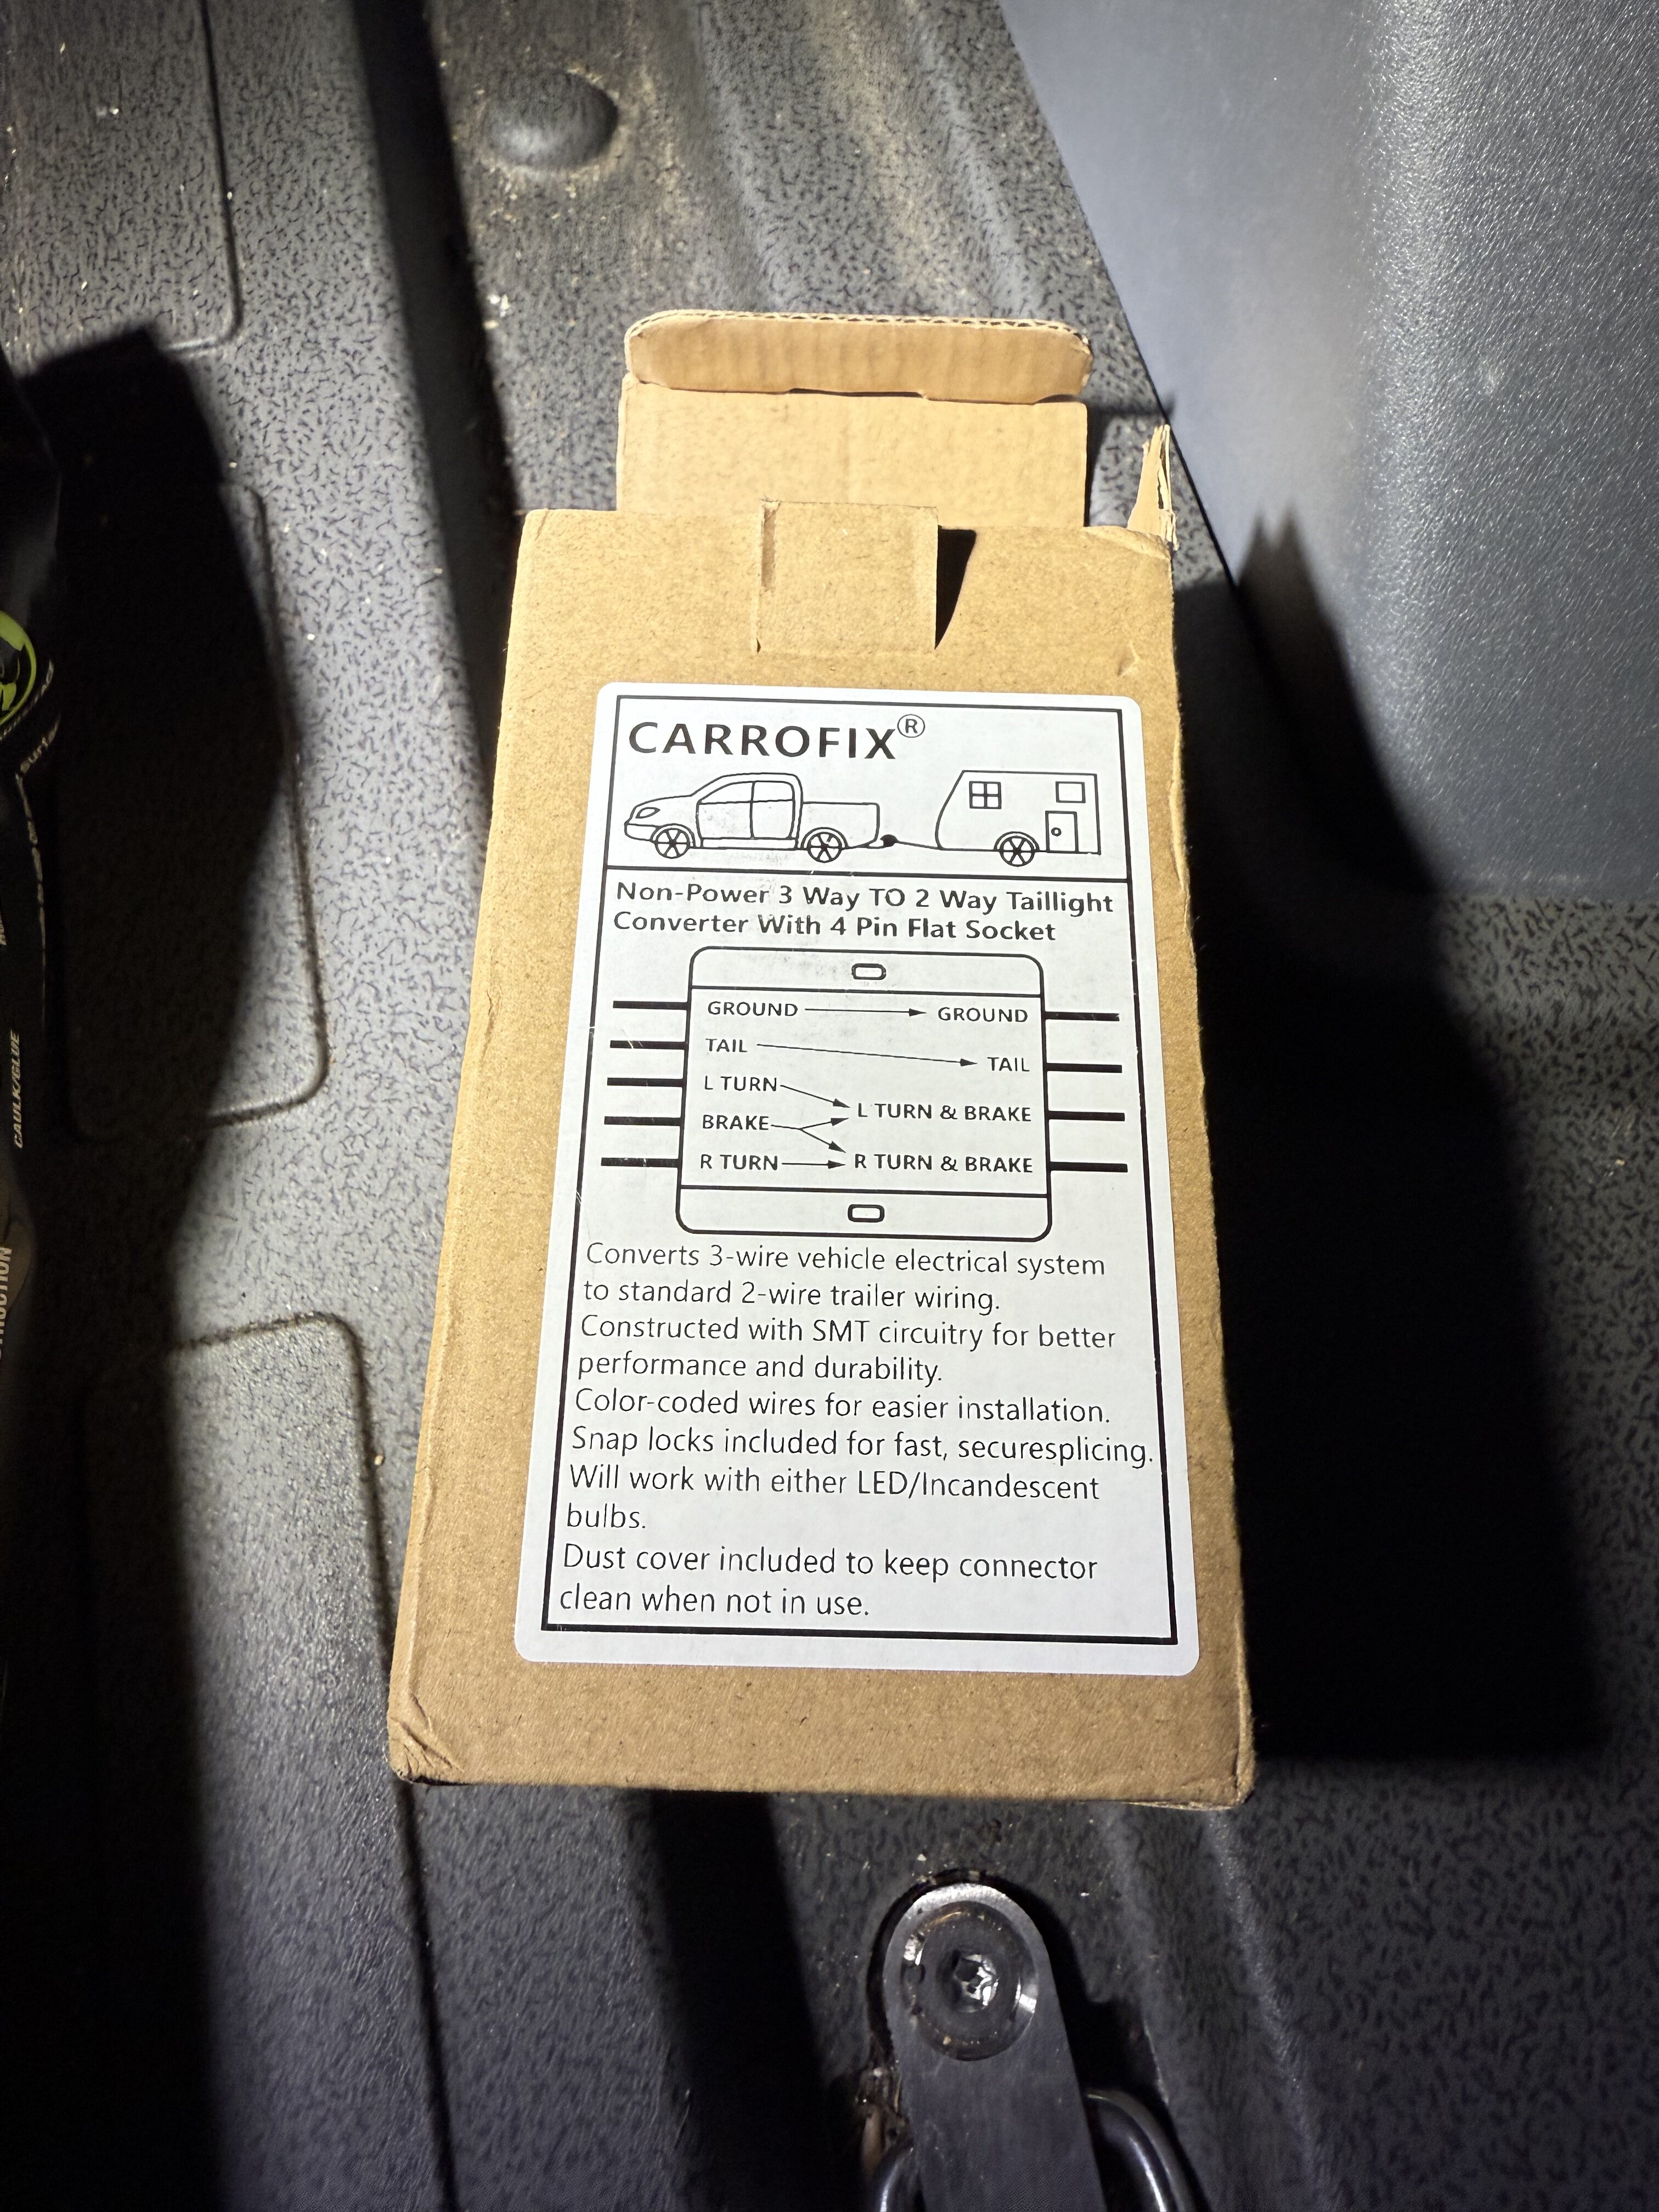 CARROFIX®
Non-Power 3 Way TO 2 Way Taillight
Converter With 4 Pin Flat Socket
GROUND GROUND
TAIL TAIL
L TURN L TURN & BRAKE
BRAKE
R TURN R TURN & BRAKE
Converts 3-wire vehicle electrical system
to standard 2-wire trailer wiring.
Constructed with SMT circuitry for better
performance and durability.
Color-coded wires for easier installation.
Snap locks included for fast, securesplicing.
Will work with either LED/Incandescent
bulbs.
Dust cover included to keep connector
clean when not in use.
CAULK/GLUE